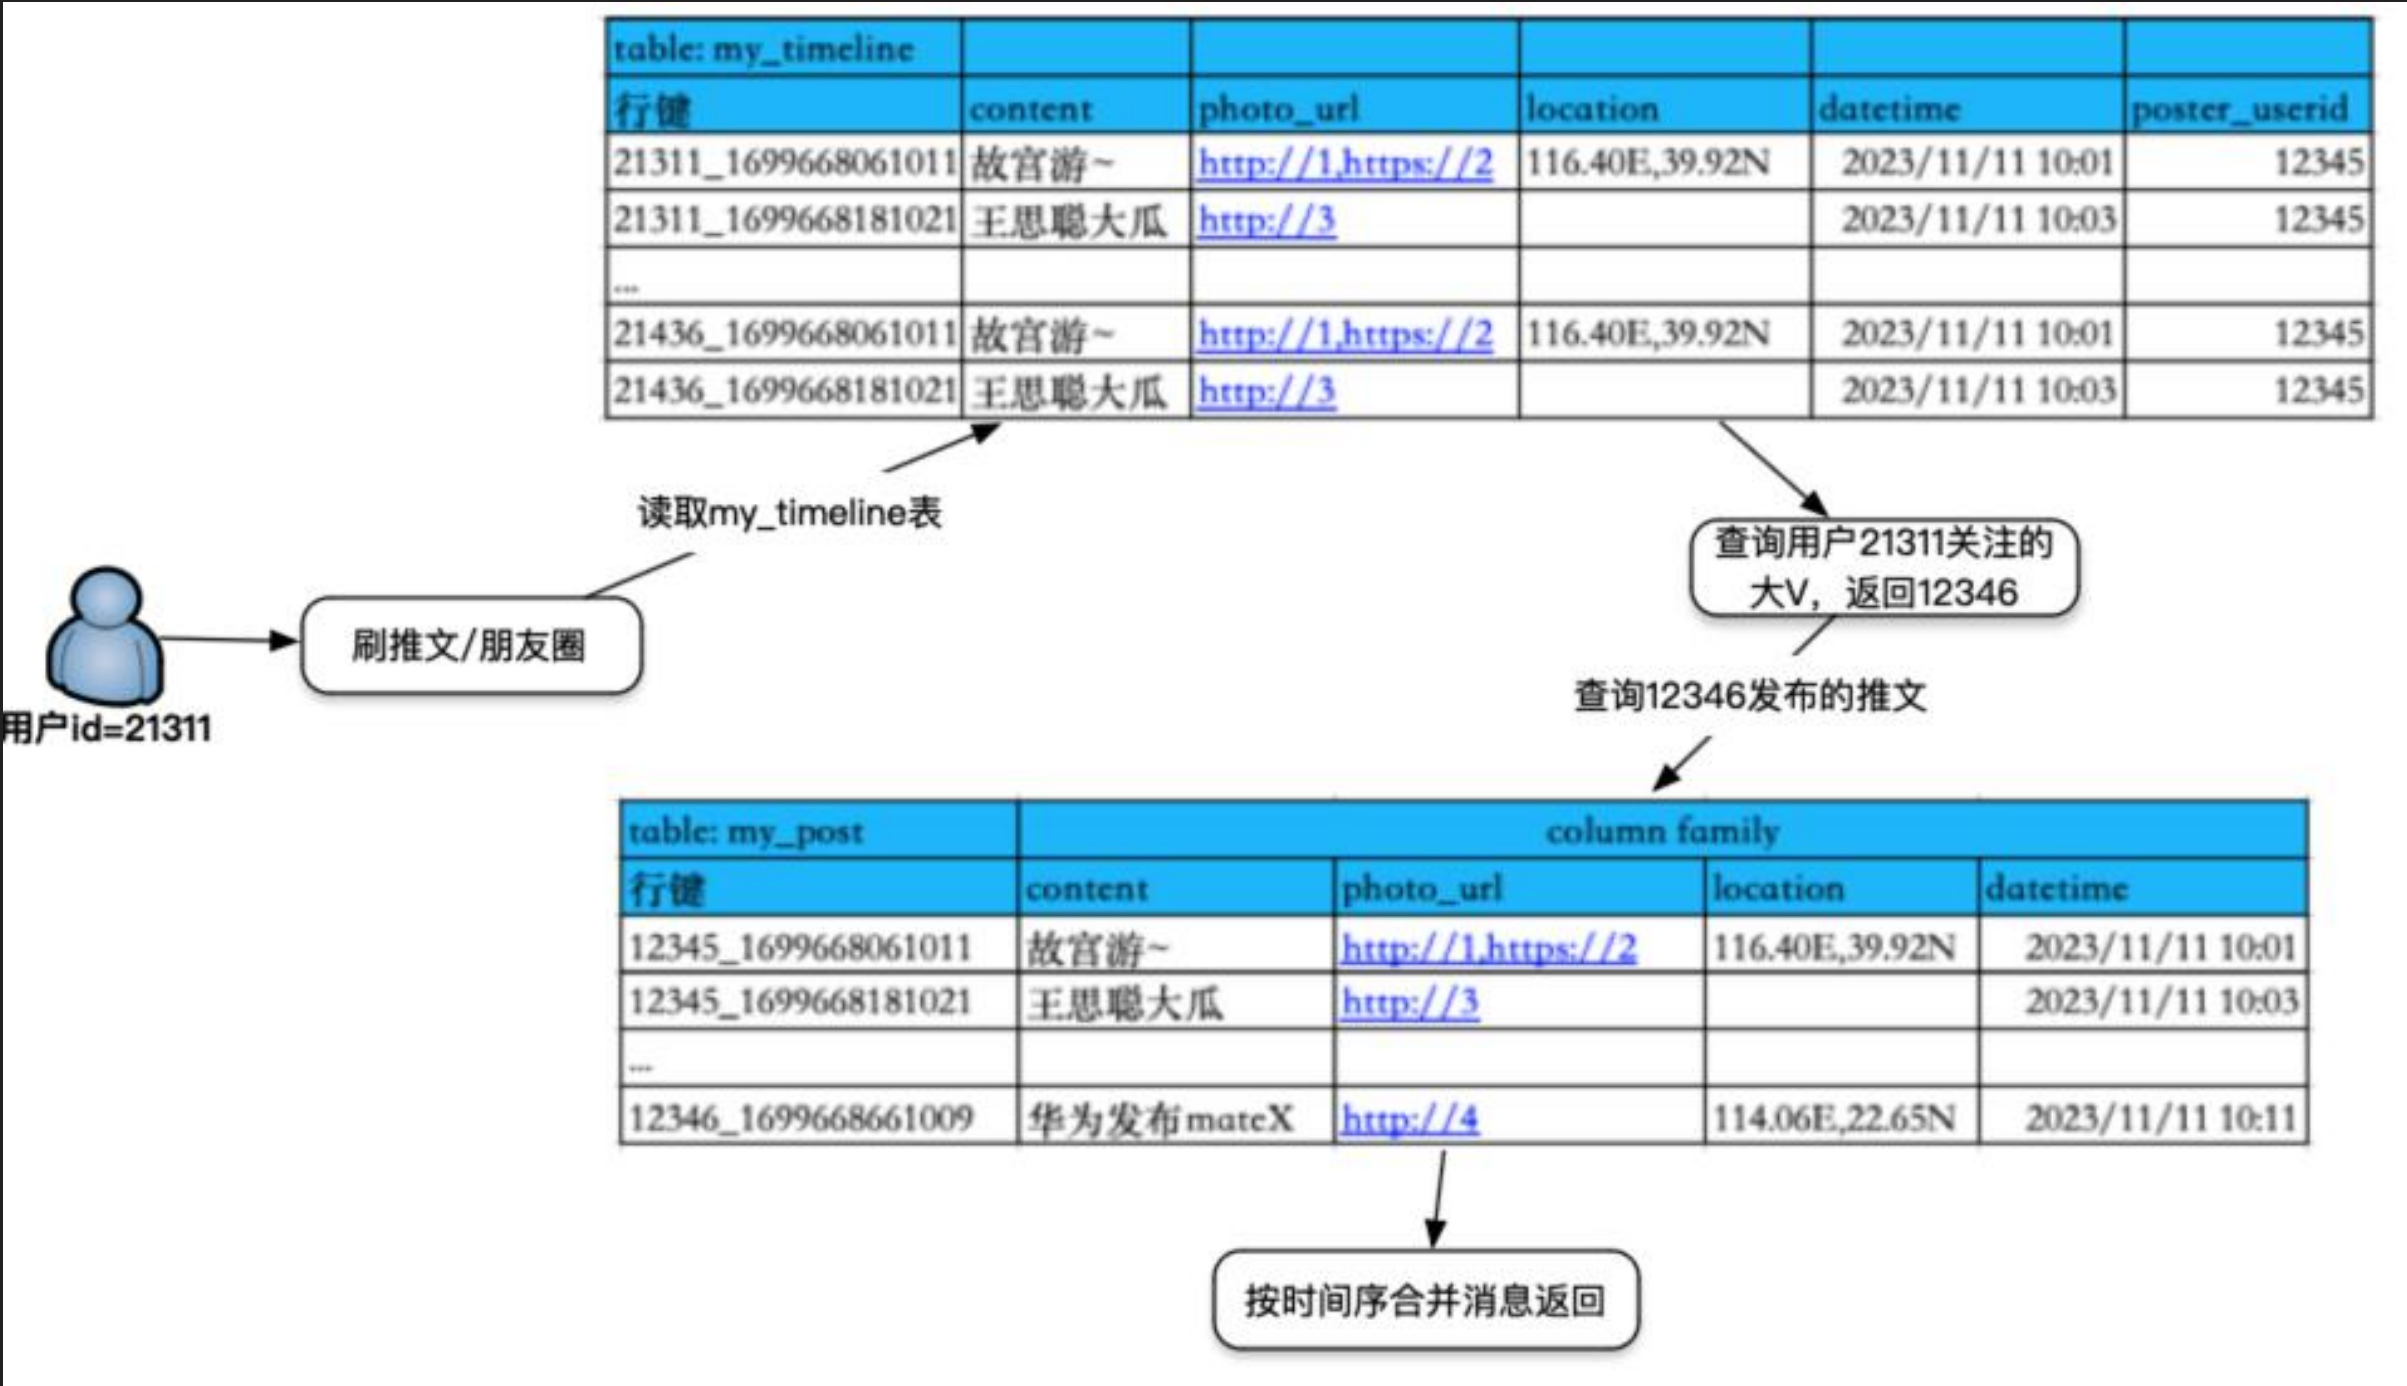 table: my_timeline
行键 content photo_url location datetime poster_userid
21311_1699668061011 故宫游~ http://1,https://2 116.40E,39.92N 2023/11/11 10:01 12345
21311_1699668181021 王思聪大瓜 http://3 2023/11/11 10:03 12345
...
21436_1699668061011 故宫游~ http://1,https://2 116.40E,39.92N 2023/11/11 10:01 12345
21436_1699668181021 王思聪大瓜 http://3 2023/11/11 10:03 12345
读取my_timeline表
查询用户21311关注的
大V，返回12346
刷推文/朋友圈
用户id=21311
查询12346发布的推文
table: my_post column family
行键 content photo_url location datetime
12345_1699668061011 故宫游~ http://1,https://2 116.40E,39.92N 2023/11/11 10:01
12345_1699668181021 王思聪大瓜 http://3 2023/11/11 10:03
...
12346_1699668661009 华为发布mateX http://4 114.06E,22.65N 2023/11/11 10:11
按时间序合并消息返回